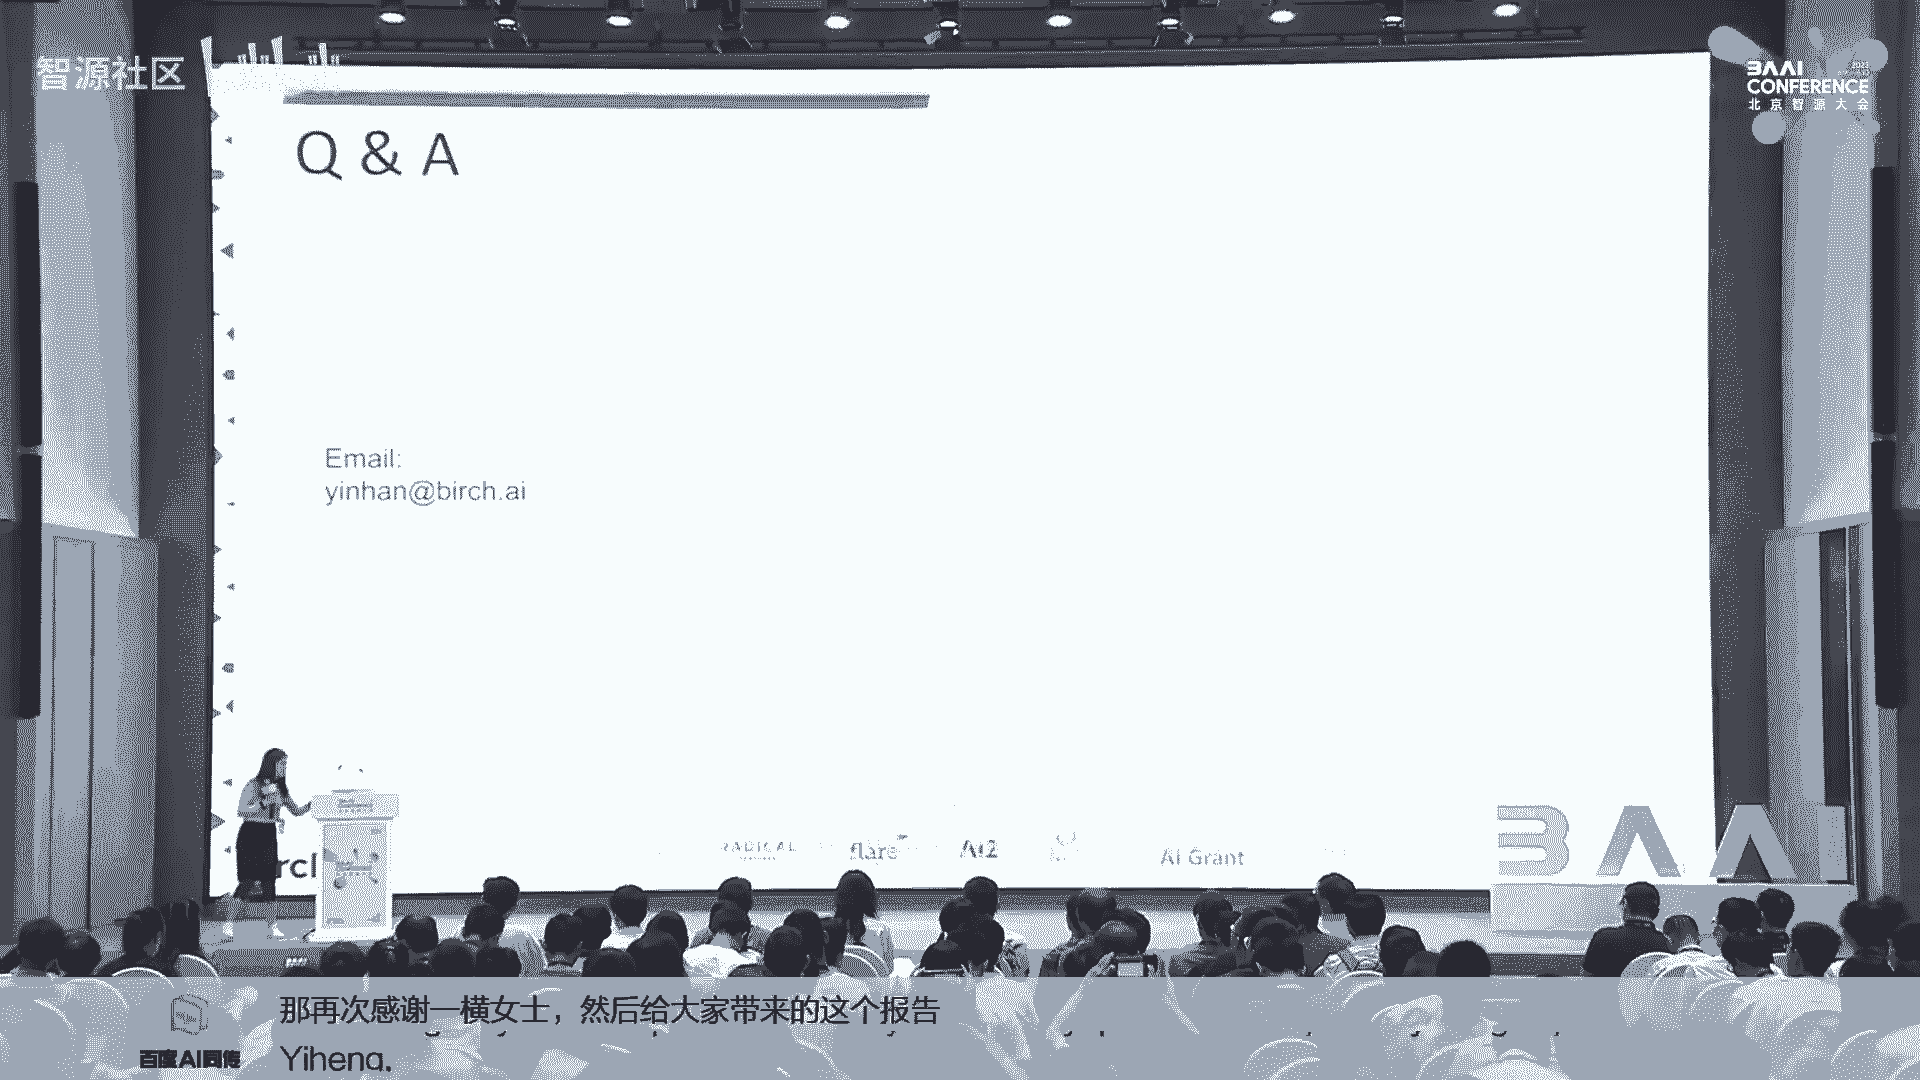 智源社区
BAAI 2023
CONFERENCE
北京智源大会
Q & A
Email:
yinhan@birch.ai
rcl
RADICAL
flare
AI2
AI Grant
BAAI
那再次感谢一横女士，然后给大家带来的这个报告
百度AI同传
Yiheng,